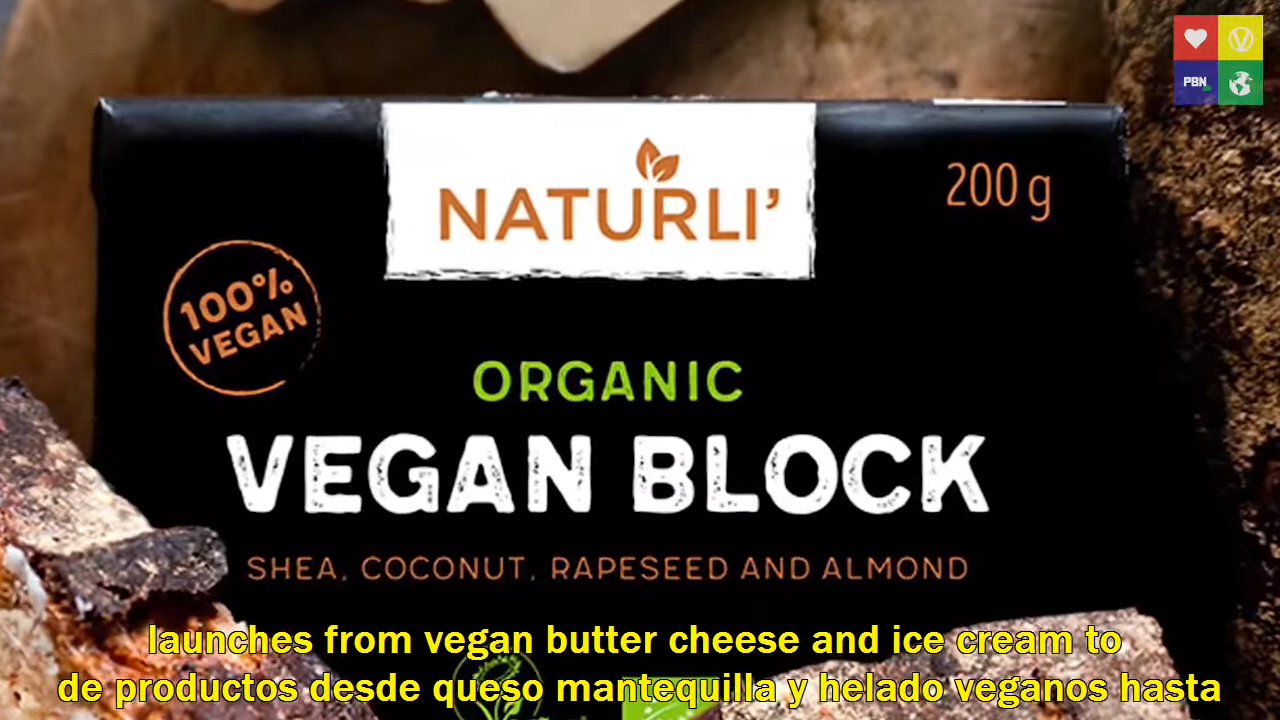 PBN
NATURLI’
200 g
100%
VEGAN
ORGANIC
VEGAN BLOCK
SHEA, COCONUT, RAPESEED AND ALMOND
launches from vegan butter cheese and ice cream to
de productos desde queso mantequilla y helado veganos hasta